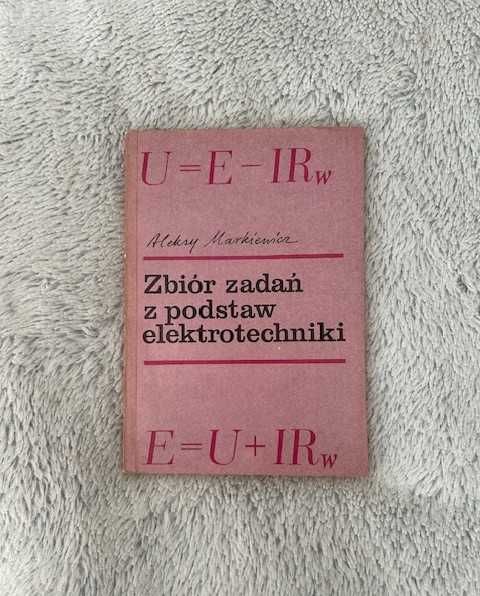 U = E – IRw
Aleksy Markiewicz
Zbiór zadań
z podstaw
elektrotechniki
E = U + IRw